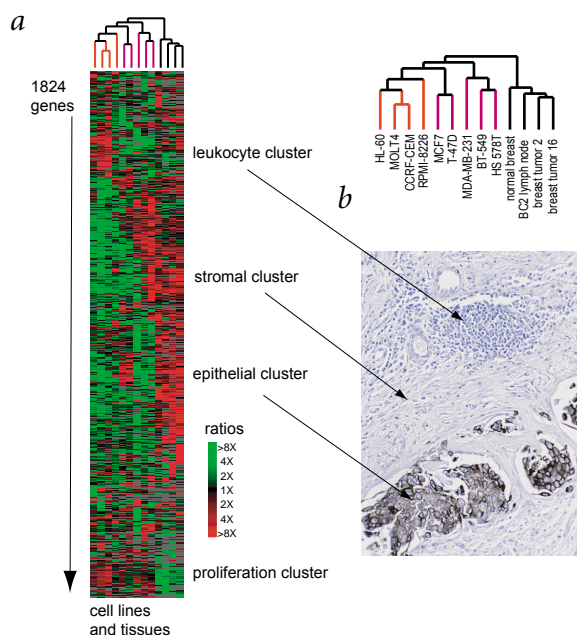 a
1824
genes
leukocyte cluster
stromal cluster
epithelial cluster
ratios
>8X
4X
2X
1X
2X
4X
>8X
proliferation cluster
cell lines
and tissues
HL-60
MOLT4
CCRF-CEM
RPMI-8226
MCF7
T-47D
MDA-MB-231
BT-549
HS 578T
normal breast
BC2 lymph node
breast tumor 2
breast tumor 16
b